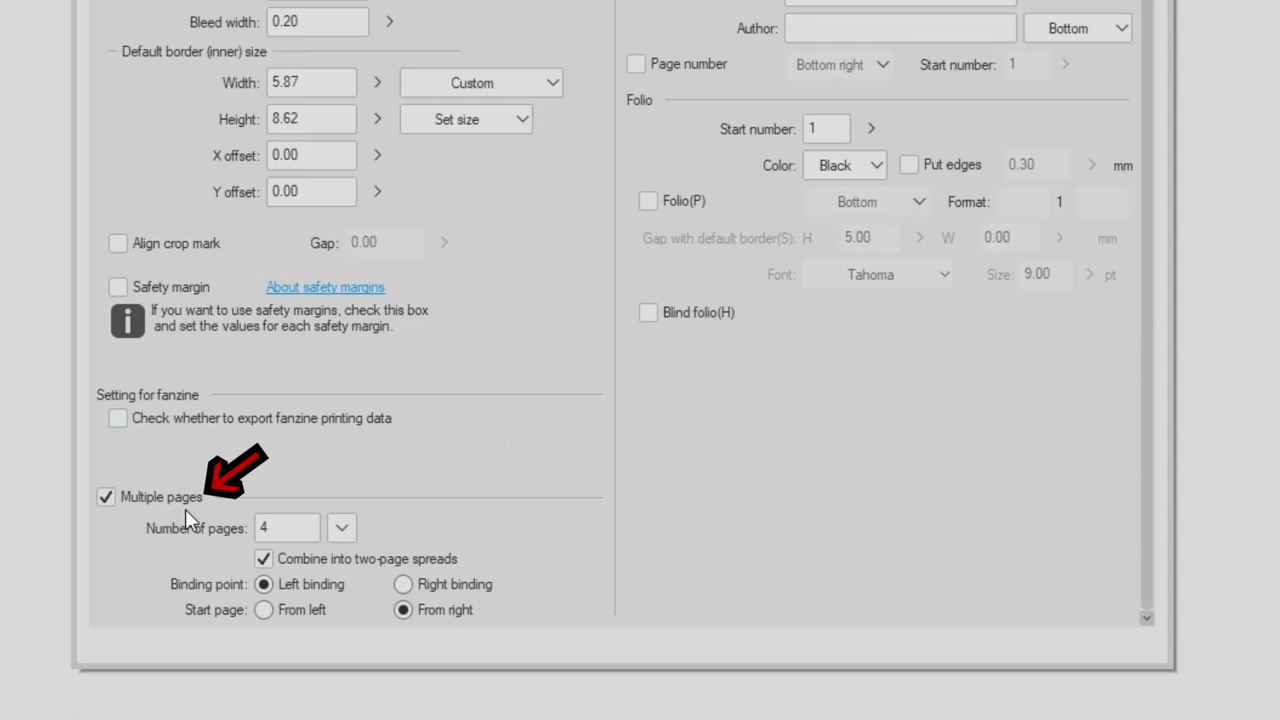 Bleed width: 0.20
Default border (inner) size
Width: 5.87 Custom
Height: 8.62 Set size
X offset: 0.00
Y offset: 0.00
Align crop mark Gap: 0.00
Safety margin About safety margins
If you want to use safety margins, check this box
and set the values for each safety margin.
Setting for fanzine
Check whether to export fanzine printing data
Multiple pages
Number of pages: 4
Combine into two-page spreads
Binding point: Left binding Right binding
Start page: From left From right
Author: Bottom
Page number Bottom right Start number: 1
Folio
Start number: 1
Color: Black Put edges 0.30 mm
Folio(P) Bottom Format: 1
Gap with default border(S): H 5.00 W 0.00 mm
Font: Tahoma Size: 9.00 pt
Blind folio(H)